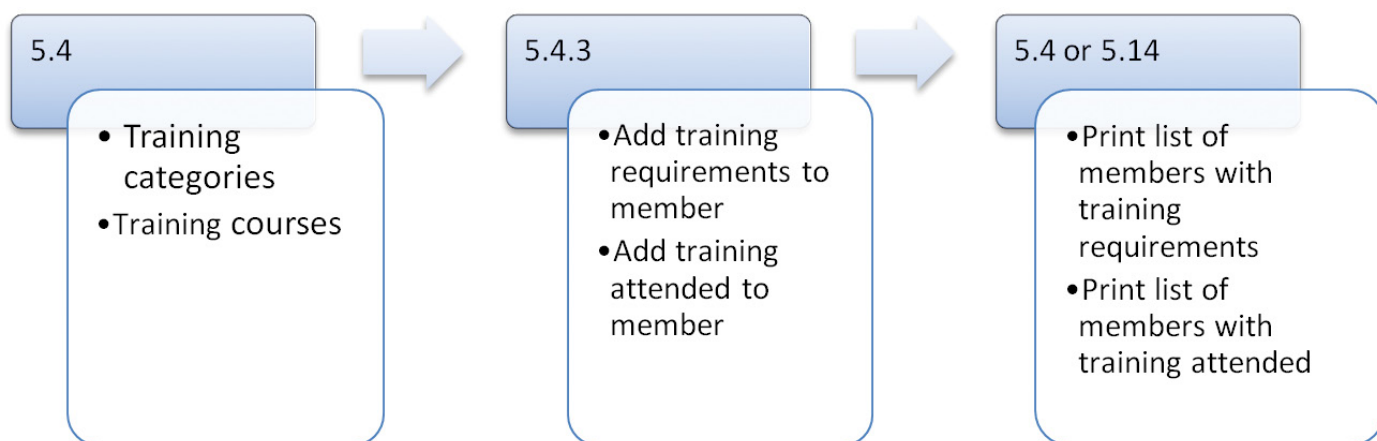 5.4
• Training
categories
•Training courses
5.4.3
•Add training
requirements to
member
•Add training
attended to
member
5.4 or 5.14
•Print list of
members with
training
requirements
•Print list of
members with
training attended